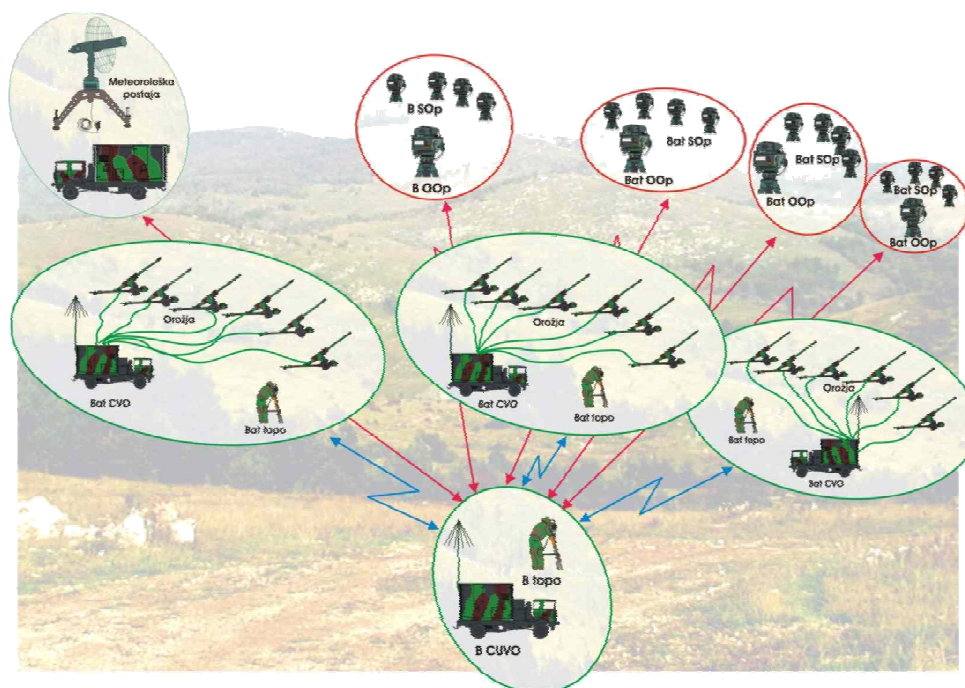 Meteorološka
postaja
B SOp
B OOp
Bat SOp
Bat OOp
Bat SOp
Bat OOp
Bat SOp
Bat OOp
Orožja
Bat CVO
Bat topo
Orožja
Bat CVO
Bat topo
Orožja
Bat topo
Bat CVO
B topo
B CUVO